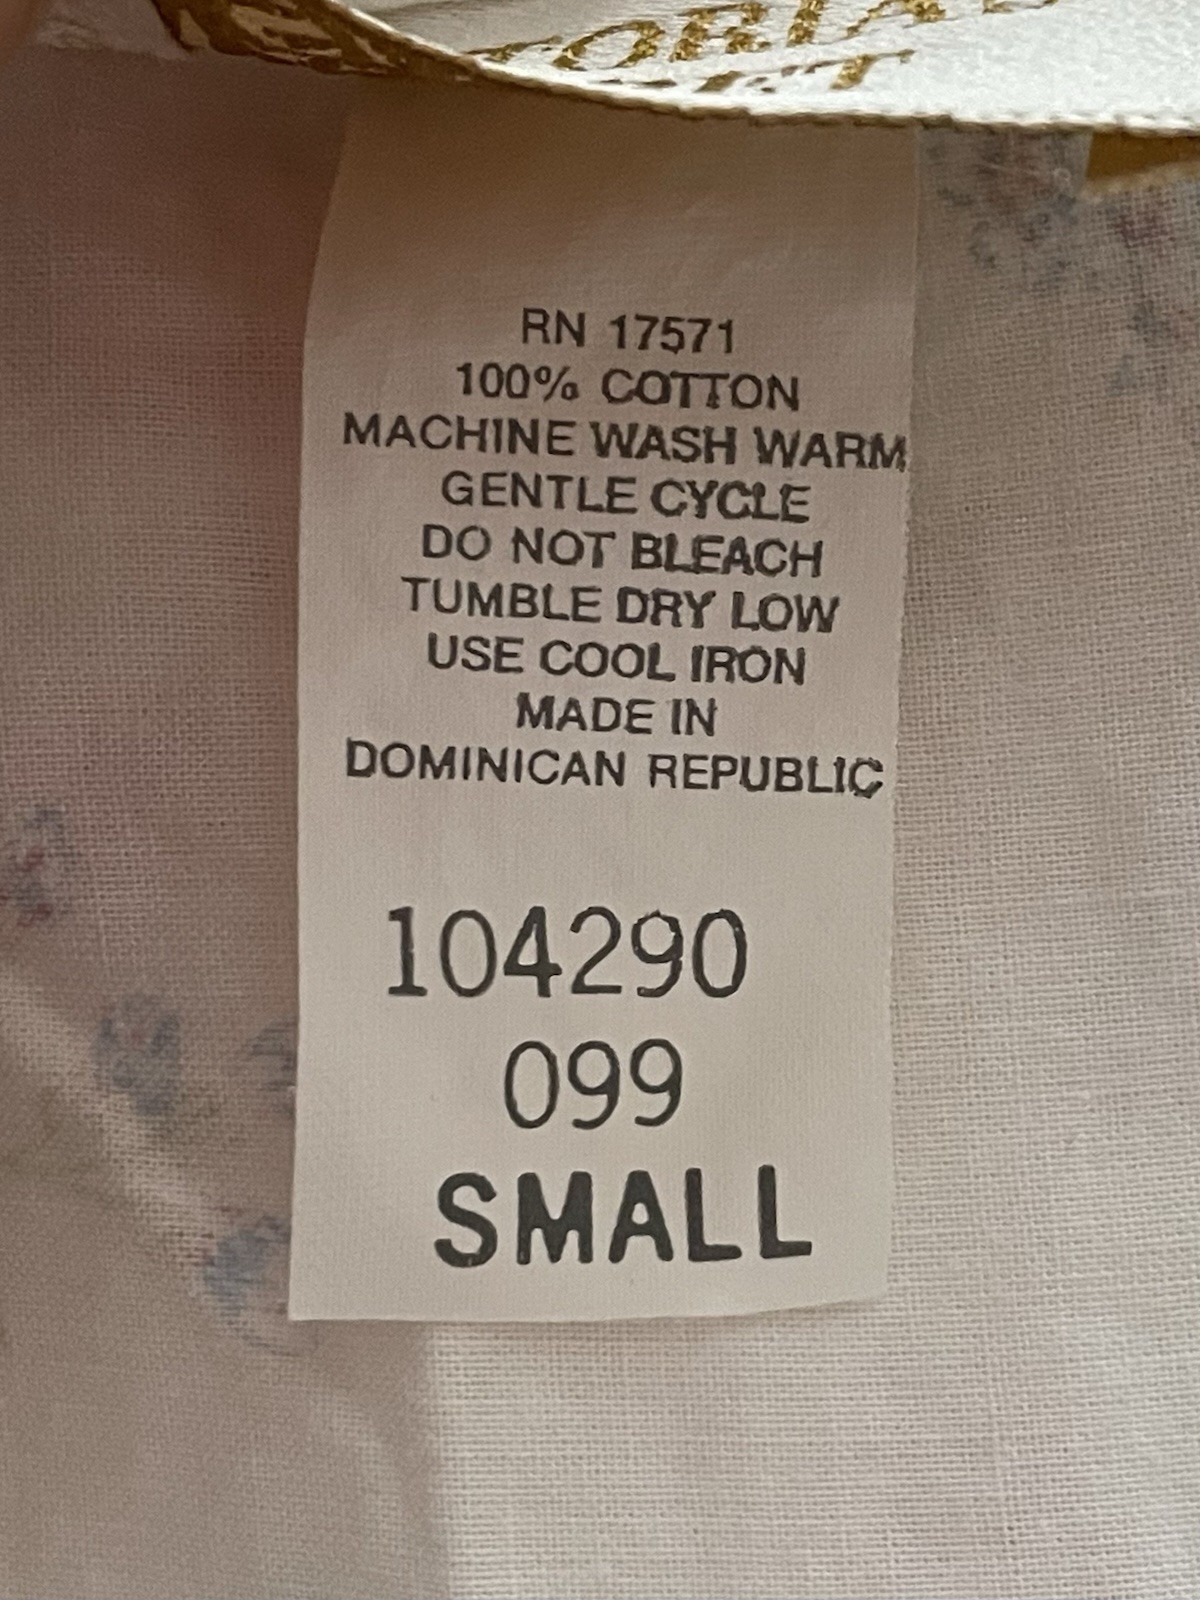 RN 17571
100% COTTON
MACHINE WASH WARM
GENTLE CYCLE
DO NOT BLEACH
TUMBLE DRY LOW
USE COOL IRON
MADE IN
DOMINICAN REPUBLIC
104290
099
SMALL